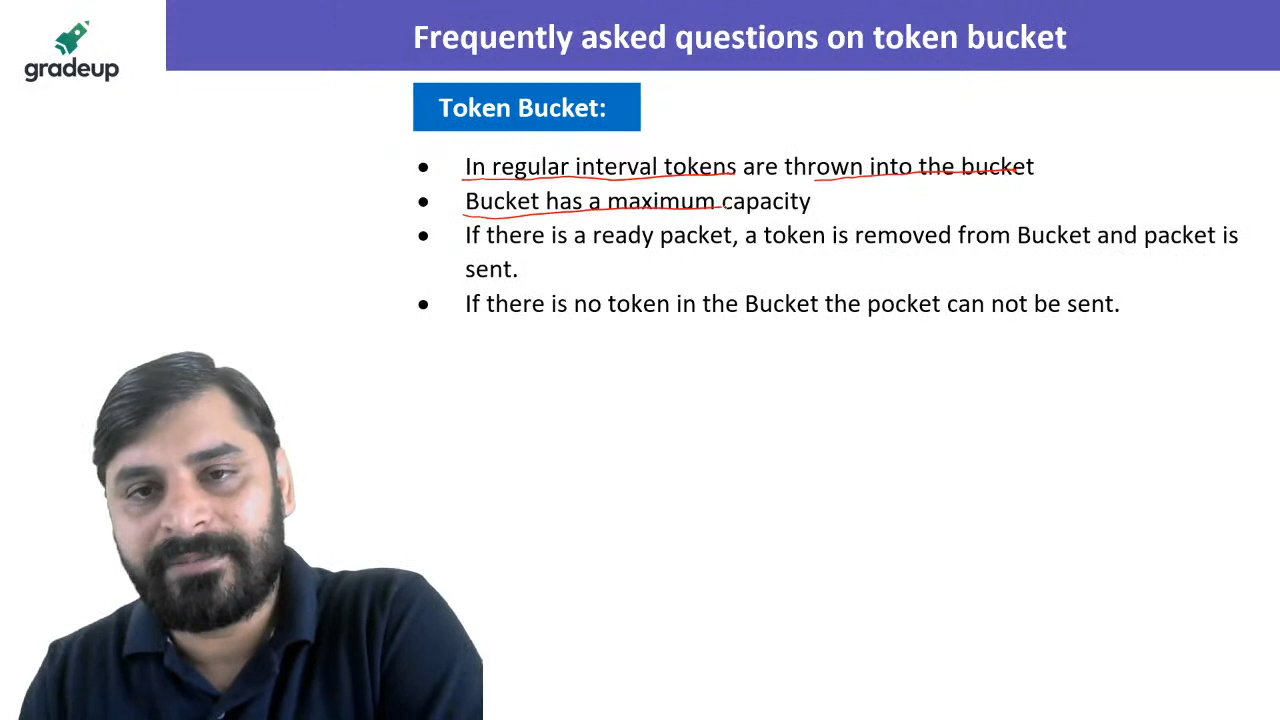 gradeup
Frequently asked questions on token bucket
Token Bucket:
• In regular interval tokens are thrown into the bucket
• Bucket has a maximum capacity
• If there is a ready packet, a token is removed from Bucket and packet is
sent.
• If there is no token in the Bucket the pocket can not be sent.